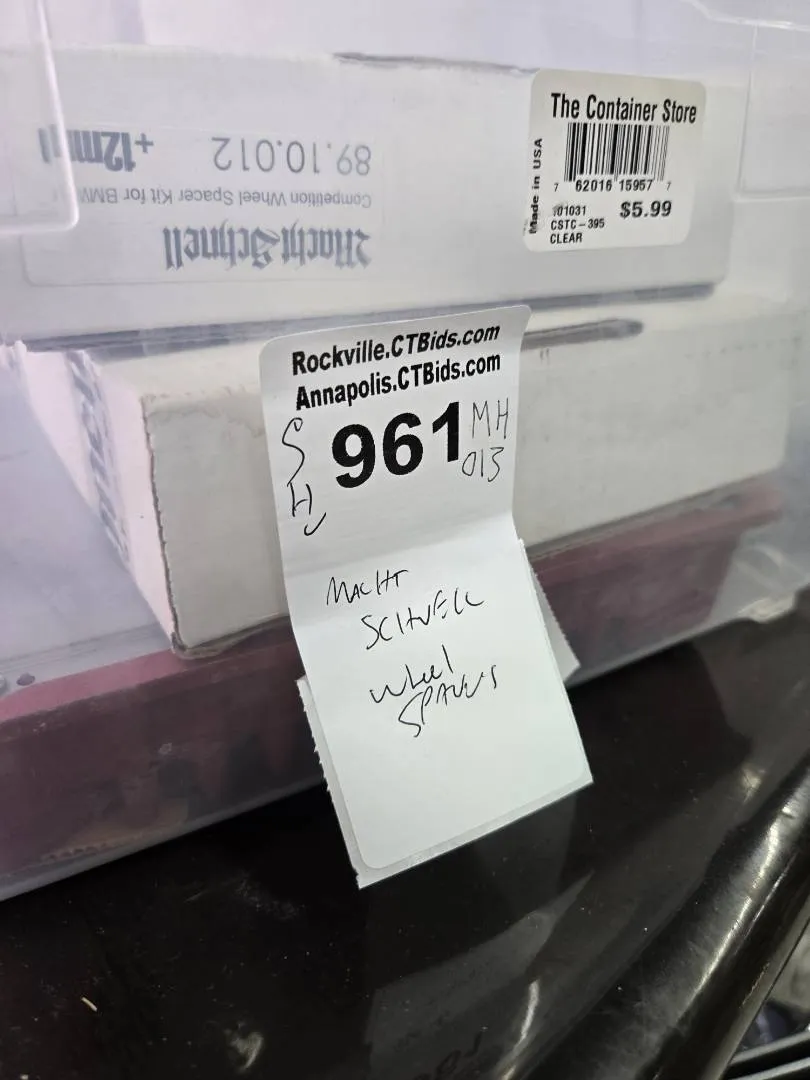 +12mm
89.10.012
Competition Wheel Spacer Kit for BMW
Macht Schnell
The Container Store
Made in USA
7 62016 15957 7
101031
CSTC-395
CLEAR
$5.99
Rockville.CTBids.com
Annapolis.CTBids.com
S
H
961
MH
013
MACHT
SCHNELL
Wheel
SPACERS